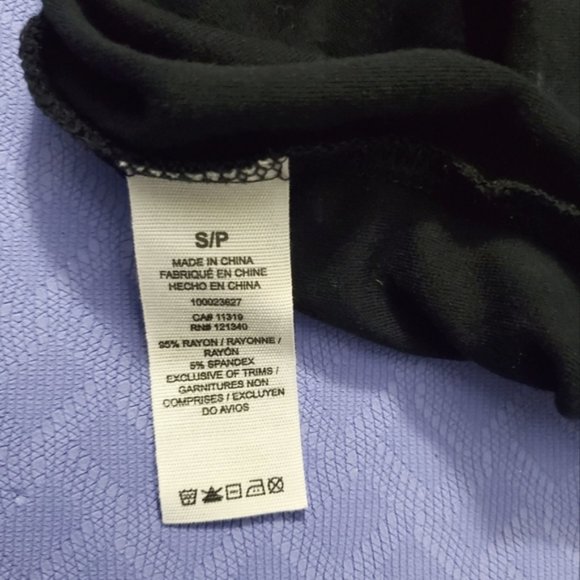 S/P
MADE IN CHINA
FABRIQUÉ EN CHINE
HECHO EN CHINA
100023627
CA# 11319
RN# 121340
95% RAYON / RAYONNE /
RAYÓN
5% SPANDEX
EXCLUSIVE OF TRIMS /
GARNITURES NON
COMPRISES / EXCLUYEN
DO AVIOS